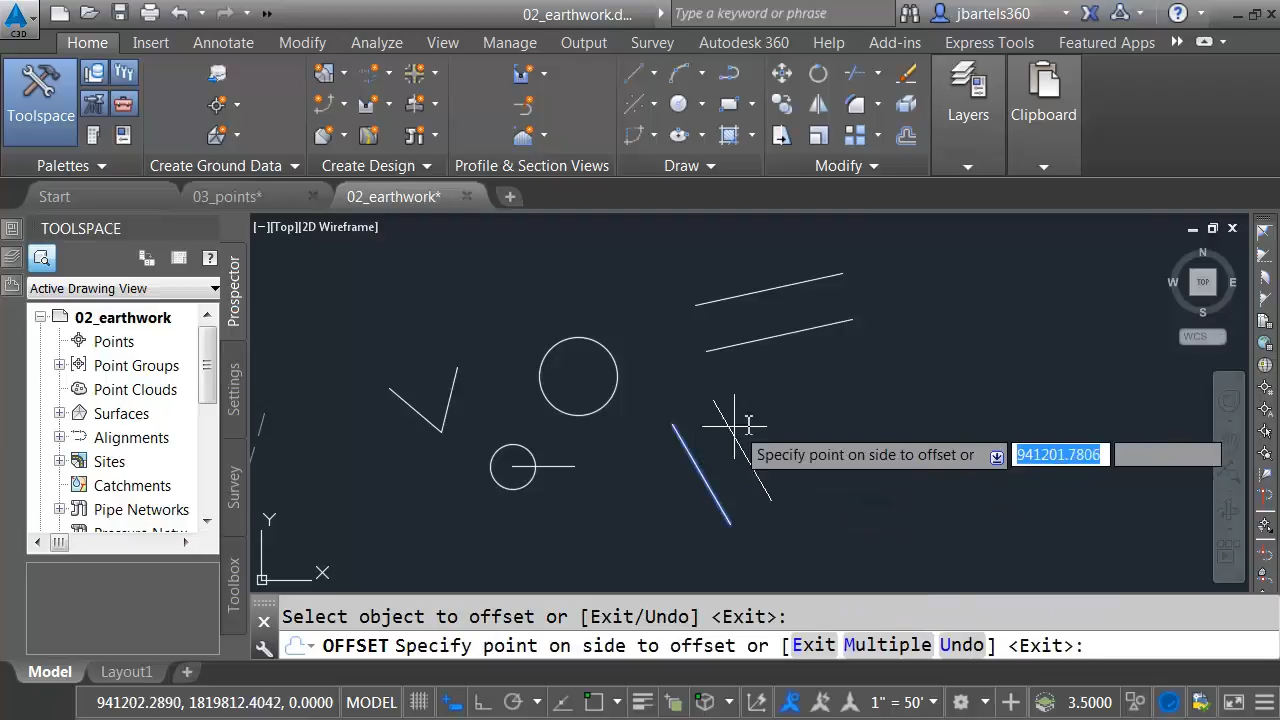 C3D
02_earthwork.d...
Type a keyword or phrase
jbartels360
Home Insert Annotate Modify Analyze View Manage Output Survey Autodesk 360 Help Add-ins Express Tools Featured Apps
Toolspace
Layers
Clipboard
Palettes
Create Ground Data
Create Design
Profile & Section Views
Draw
Modify
Start
03_points*
02_earthwork*
TOOLSPACE
Active Drawing View
02_earthwork
Points
Point Groups
Point Clouds
Surfaces
Alignments
Sites
Catchments
Pipe Networks
Prospector
Settings
Survey
Toolbox
[−][Top][2D Wireframe]
N
W TOP E
S
WCS
Specify point on side to offset or
941201.7806
Y
X
Select object to offset or [Exit/Undo] <Exit>:
OFFSET Specify point on side to offset or [Exit Multiple Undo] <Exit>:
Model
Layout1
941202.2890, 1819812.4042, 0.0000
MODEL
1" = 50'
3.5000